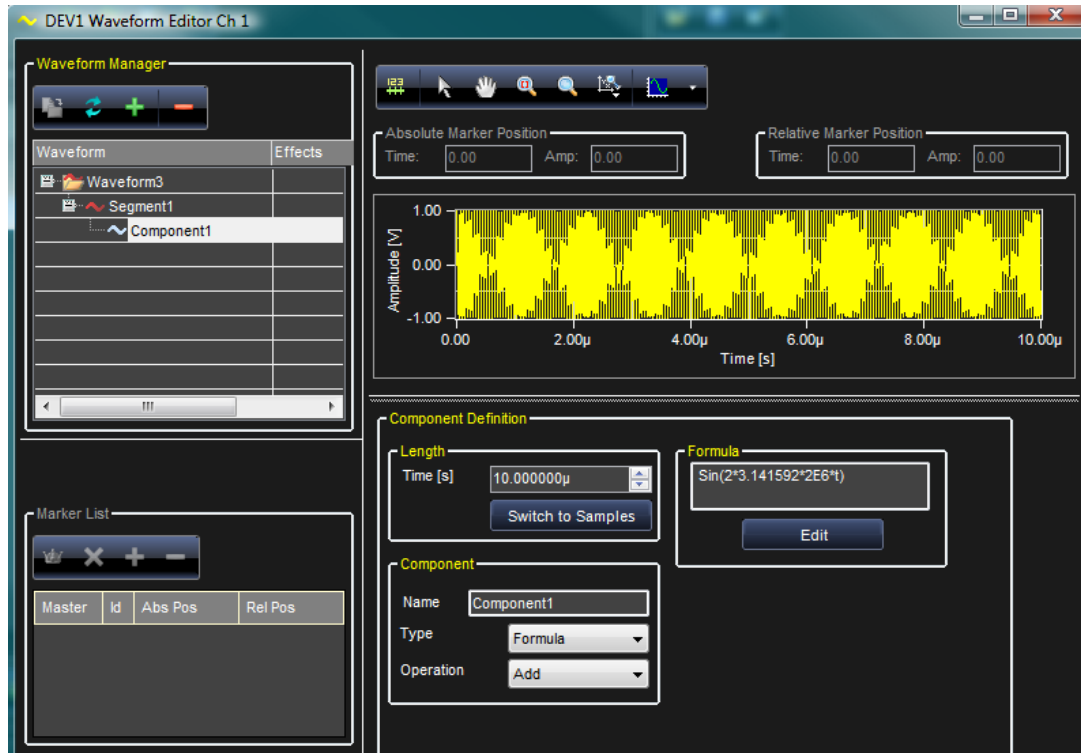 DEV1 Waveform Editor Ch 1
Waveform Manager
Waveform Effects
Waveform3
Segment1
Component1
Marker List
Master Id Abs Pos Rel Pos
123
Absolute Marker Position
Time: 0.00 Amp: 0.00
Relative Marker Position
Time: 0.00 Amp: 0.00
Amplitude [V]
1.00
0.00
-1.00
0.00 2.00µ 4.00µ 6.00µ 8.00µ 10.00µ
Time [s]
Component Definition
Length
Time [s] 10.000000µ
Switch to Samples
Formula
Sin(2*3.141592*2E6*t)
Edit
Component
Name Component1
Type Formula
Operation Add